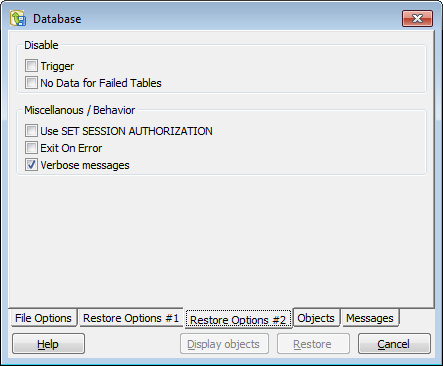 Database
Disable
Trigger
No Data for Failed Tables
Miscellanous / Behavior
Use SET SESSION AUTHORIZATION
Exit On Error
Verbose messages
File Options Restore Options #1 Restore Options #2 Objects Messages
Help Display objects Restore Cancel